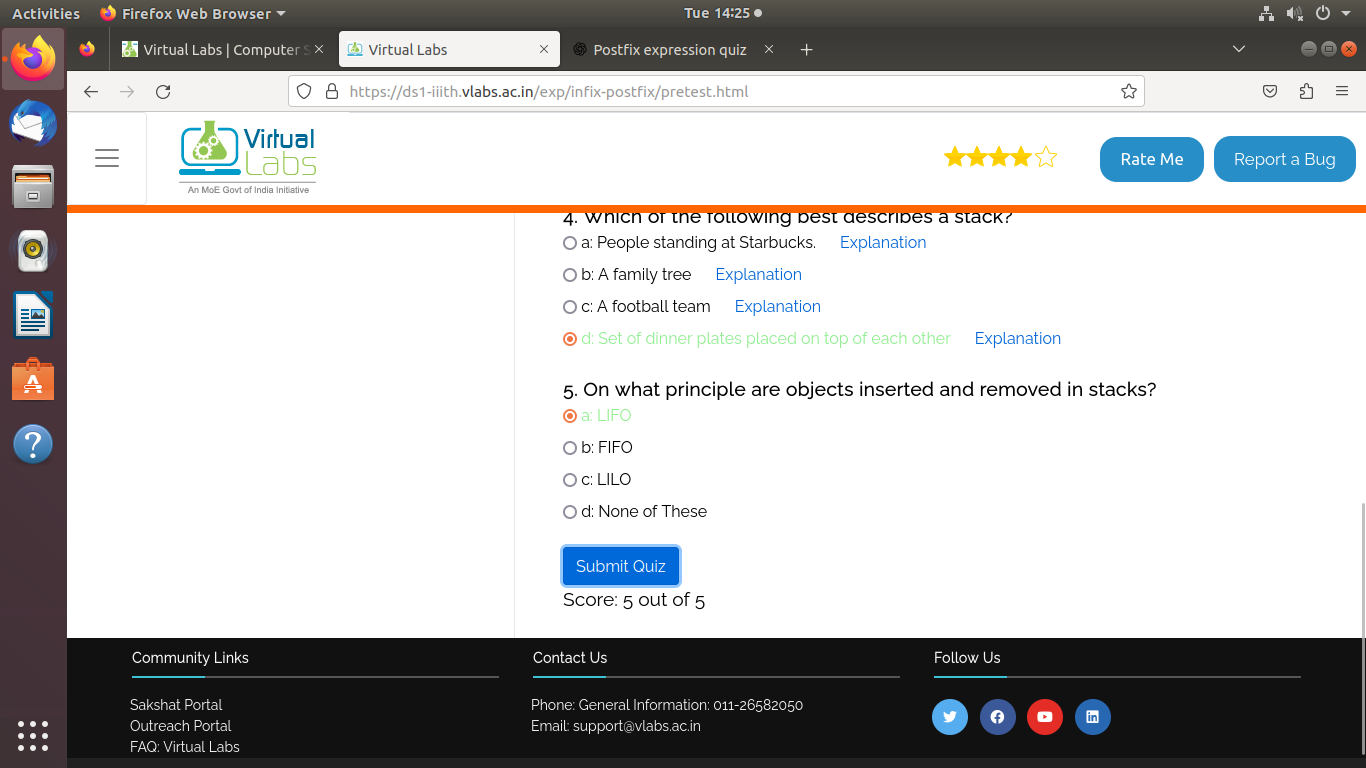 Activities Firefox Web Browser Tue 14:25
Virtual Labs | Computer S Virtual Labs Postfix expression quiz
https://ds1-iiith.vlabs.ac.in/exp/infix-postfix/pretest.html
Virtual Labs
An MoE Govt of India Initiative
Rate Me Report a Bug
4. Which of the following best describes a stack?
a: People standing at Starbucks. Explanation
b: A family tree Explanation
c: A football team Explanation
d: Set of dinner plates placed on top of each other Explanation
5. On what principle are objects inserted and removed in stacks?
a: LIFO
b: FIFO
c: LILO
d: None of These
Submit Quiz
Score: 5 out of 5
Community Links Contact Us Follow Us
Sakshat Portal Phone: General Information: 011-26582050
Outreach Portal Email: support@vlabs.ac.in
FAQ: Virtual Labs